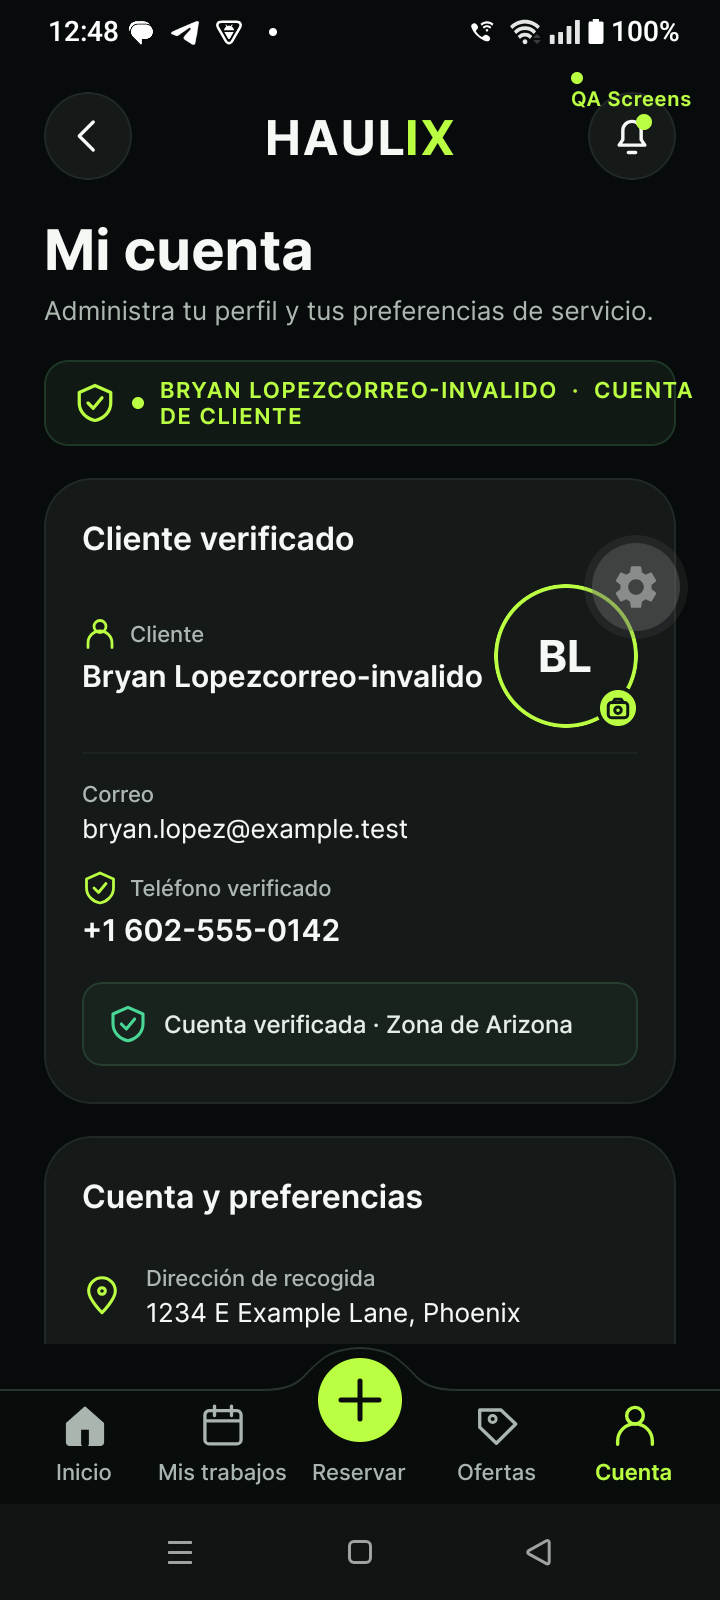 12:48
100%
QA Screens
HAULIX
Mi cuenta
Administra tu perfil y tus preferencias de servicio.
BRYAN LOPEZCORREO-INVALIDO · CUENTA
DE CLIENTE
Cliente verificado
Cliente
Bryan Lopezcorreo-invalido
BL
Correo
bryan.lopez@example.test
Teléfono verificado
+1 602-555-0142
Cuenta verificada · Zona de Arizona
Cuenta y preferencias
Dirección de recogida
1234 E Example Lane, Phoenix
Inicio
Mis trabajos
Reservar
Ofertas
Cuenta